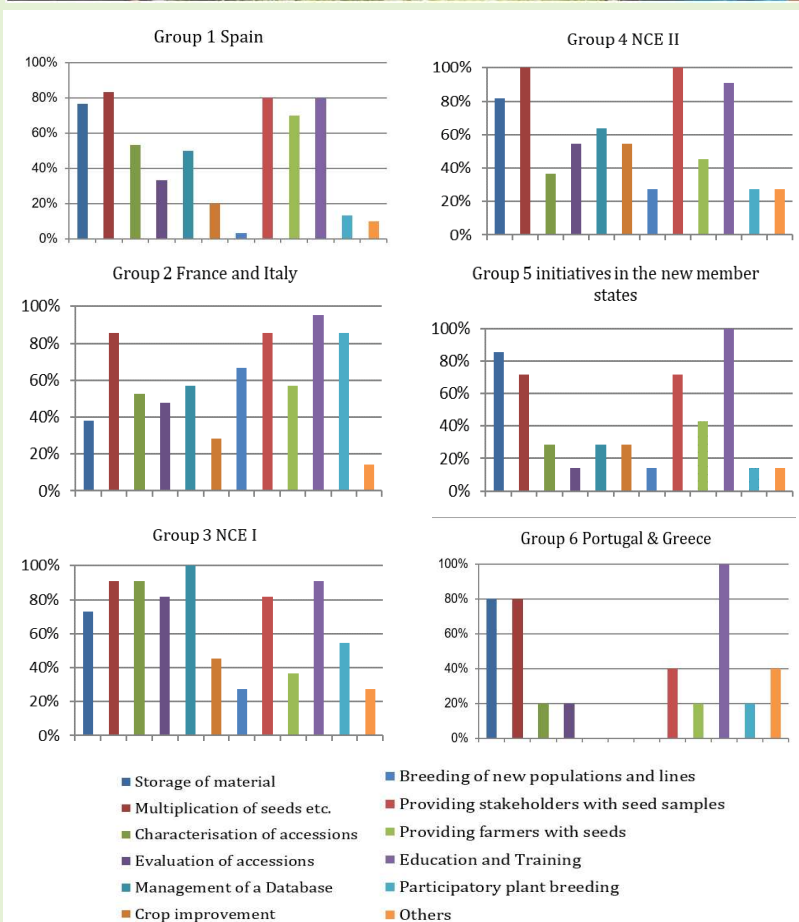 Group 1 Spain
100%
80%
60%
40%
20%
0%
Group 4 NCE II
100%
80%
60%
40%
20%
0%
Group 2 France and Italy
100%
80%
60%
40%
20%
0%
Group 5 initiatives in the new member
states
100%
80%
60%
40%
20%
0%
Group 3 NCE I
100%
80%
60%
40%
20%
0%
Group 6 Portugal & Greece
100%
80%
60%
40%
20%
0%
Storage of material
Multiplication of seeds etc.
Characterisation of accessions
Evaluation of accessions
Management of a Database
Crop improvement
Breeding of new populations and lines
Providing stakeholders with seed samples
Providing farmers with seeds
Education and Training
Participatory plant breeding
Others